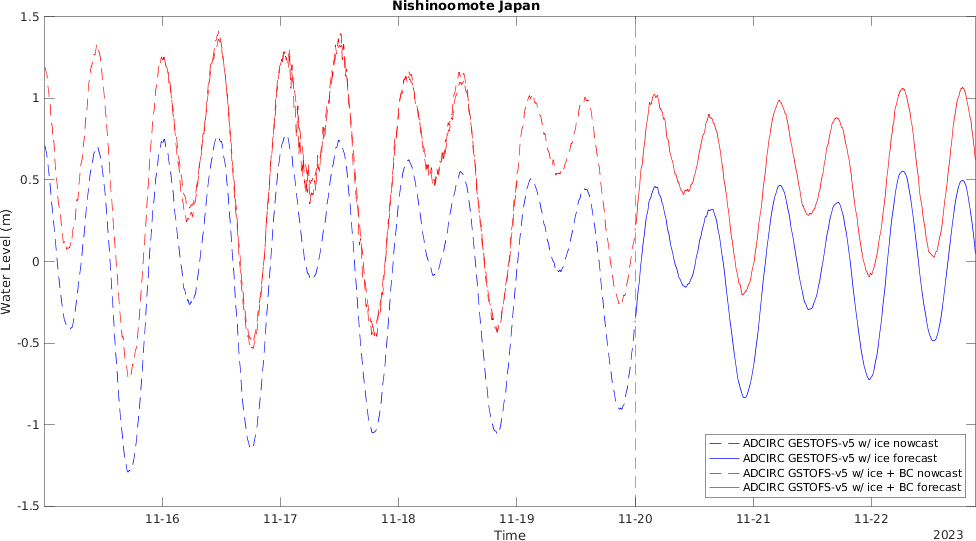 Nishinoomote Japan
1.5
1
0.5
0
-0.5
-1
-1.5
Water Level (m)
11-16
11-17
11-18
11-19
11-20
11-21
11-22
Time
2023
ADCIRC GESTOFS-v5 w/ ice nowcast
ADCIRC GESTOFS-v5 w/ ice forecast
ADCIRC GSTOFS-v5 w/ ice + BC nowcast
ADCIRC GSTOFS-v5 w/ ice + BC forecast